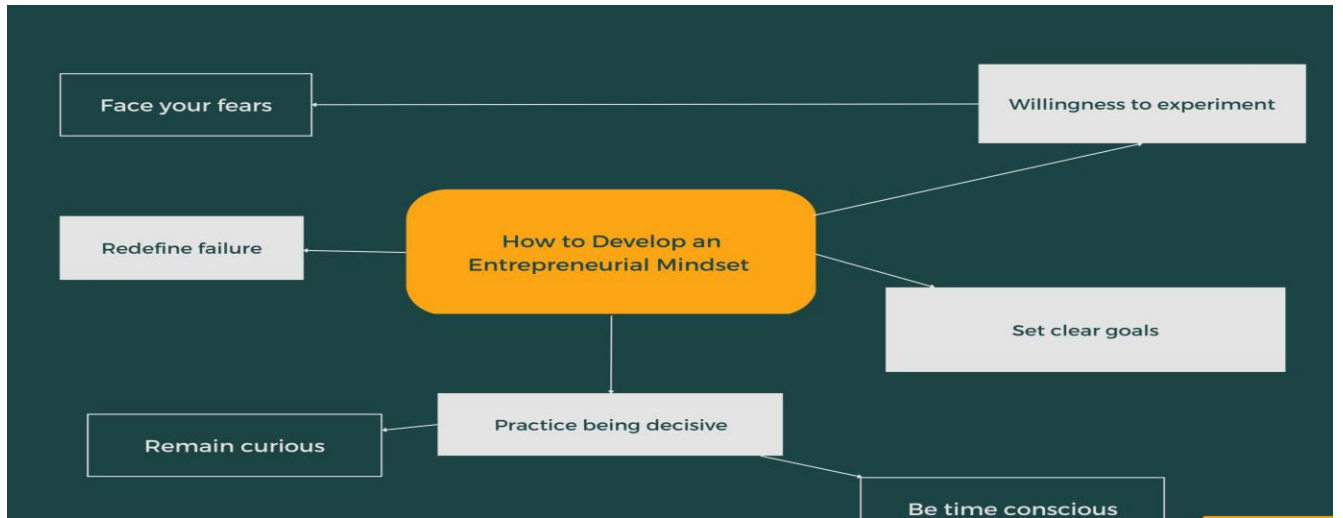 Face your fears
Willingness to experiment
Redefine failure
How to Develop an
Entrepreneurial Mindset
Set clear goals
Practice being decisive
Remain curious
Be time conscious